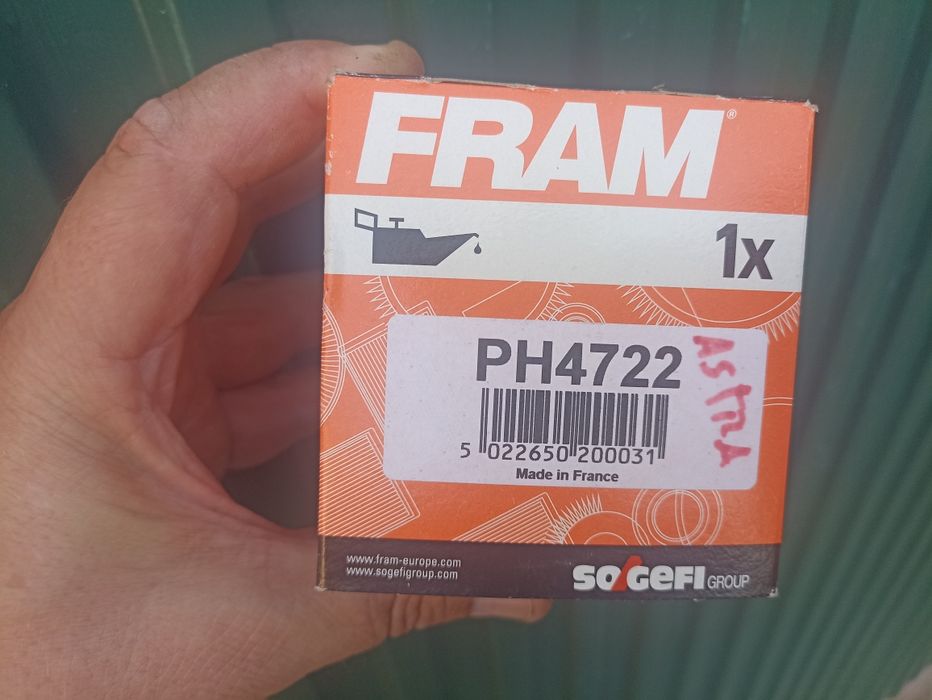 FRAM®
1x
PH4722
ASTRA
5 022650 200031
Made in France
www.fram-europe.com
www.sogefigroup.com
SOGEFI GROUP